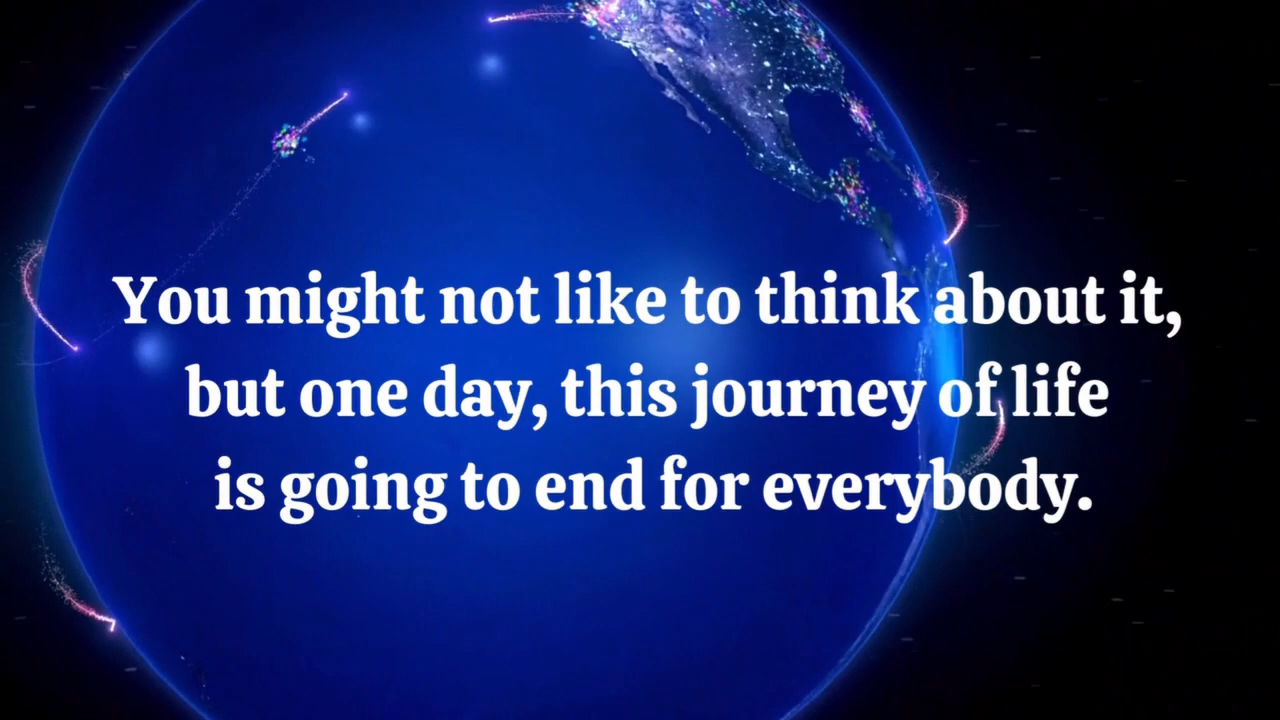 You might not like to think about it,
but one day, this journey of life
is going to end for everybody.